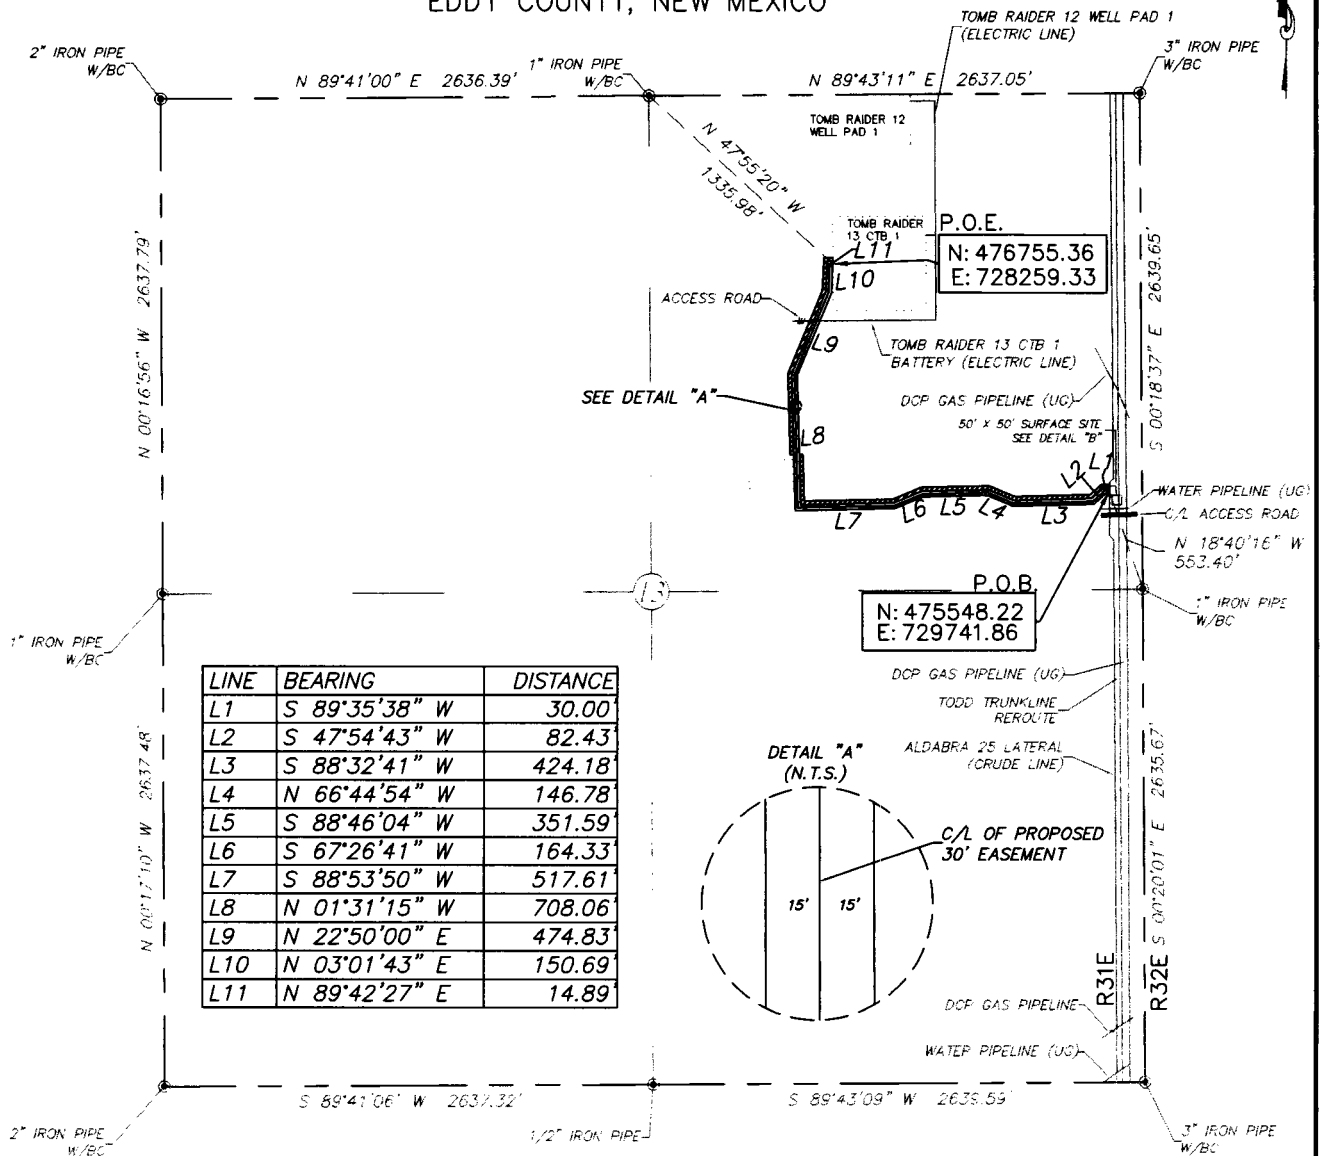 EDDY COUNTY, NEW MEXICO
TOMB RAIDER 12 WELL PAD 1
(ELECTRIC LINE)
2" IRON PIPE
W/BC
N 89°41'00" E 2636.39'
1" IRON PIPE
W/BC
N 89°43'11" E 2637.05'
3" IRON PIPE
W/BC
TOMB RAIDER 12
WELL PAD 1
N 47°55'20" W
1335.98'
TOMB RAIDER
13 CTB 1
P.O.E.
N: 476755.36
E: 728259.33
L11
L10
ACCESS ROAD
L9
TOMB RAIDER 13 CTB 1
BATTERY (ELECTRIC LINE)
N 00°16'56" W 2637.79'
S 00°18'37" E 2639.65'
SEE DETAIL "A"
DCP GAS PIPELINE (UG)
50' X 50' SURFACE SITE
SEE DETAIL "B"
L8
L2
L1
WATER PIPELINE (UG)
C/L ACCESS ROAD
L7
L6
L5
L4
L3
N 18°40'16" W
553.40'
P.O.B.
N: 475548.22
E: 729741.86
13
1" IRON PIPE
W/BC
1" IRON PIPE
W/BC
DCP GAS PIPELINE (UG)
TODD TRUNKLINE
REROUTE
ALDABRA 25 LATERAL
(CRUDE LINE)
LINE BEARING DISTANCE
L1 S 89°35'38" W 30.00'
L2 S 47°54'43" W 82.43'
L3 S 88°32'41" W 424.18'
L4 N 66°44'54" W 146.78'
L5 S 88°46'04" W 351.59'
L6 S 67°26'41" W 164.33'
L7 S 88°53'50" W 517.61'
L8 N 01°31'15" W 708.06'
L9 N 22°50'00" E 474.83'
L10 N 03°01'43" E 150.69'
L11 N 89°42'27" E 14.89'
N 00°17'10" W 2637.48'
DETAIL "A"
(N.T.S.)
C/L OF PROPOSED
30' EASEMENT
15' 15'
S 00°20'01" E 2635.67'
R31E
R32E
DCP GAS PIPELINE
WATER PIPELINE (UG)
S 89°41'06' W 2637.32'
S 89°43'09" W 2639.59'
2" IRON PIPE
W/BC
1/2" IRON PIPE
3" IRON PIPE
W/BC